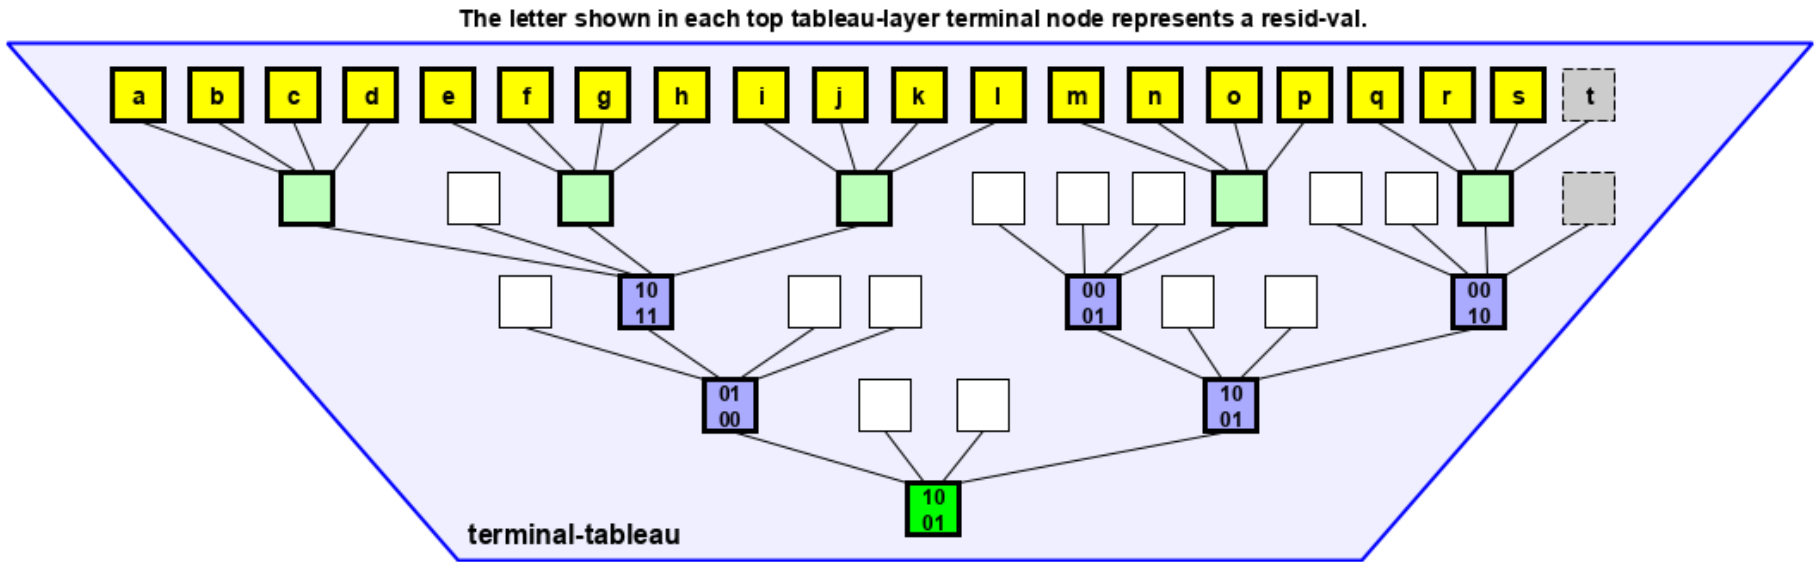 The letter shown in each top tableau-layer terminal node represents a resid-val.
a b c d e f g h i j k l m n o p q r s t
10 00 00
11 01 10
01 10
00 01
10
01
terminal-tableau